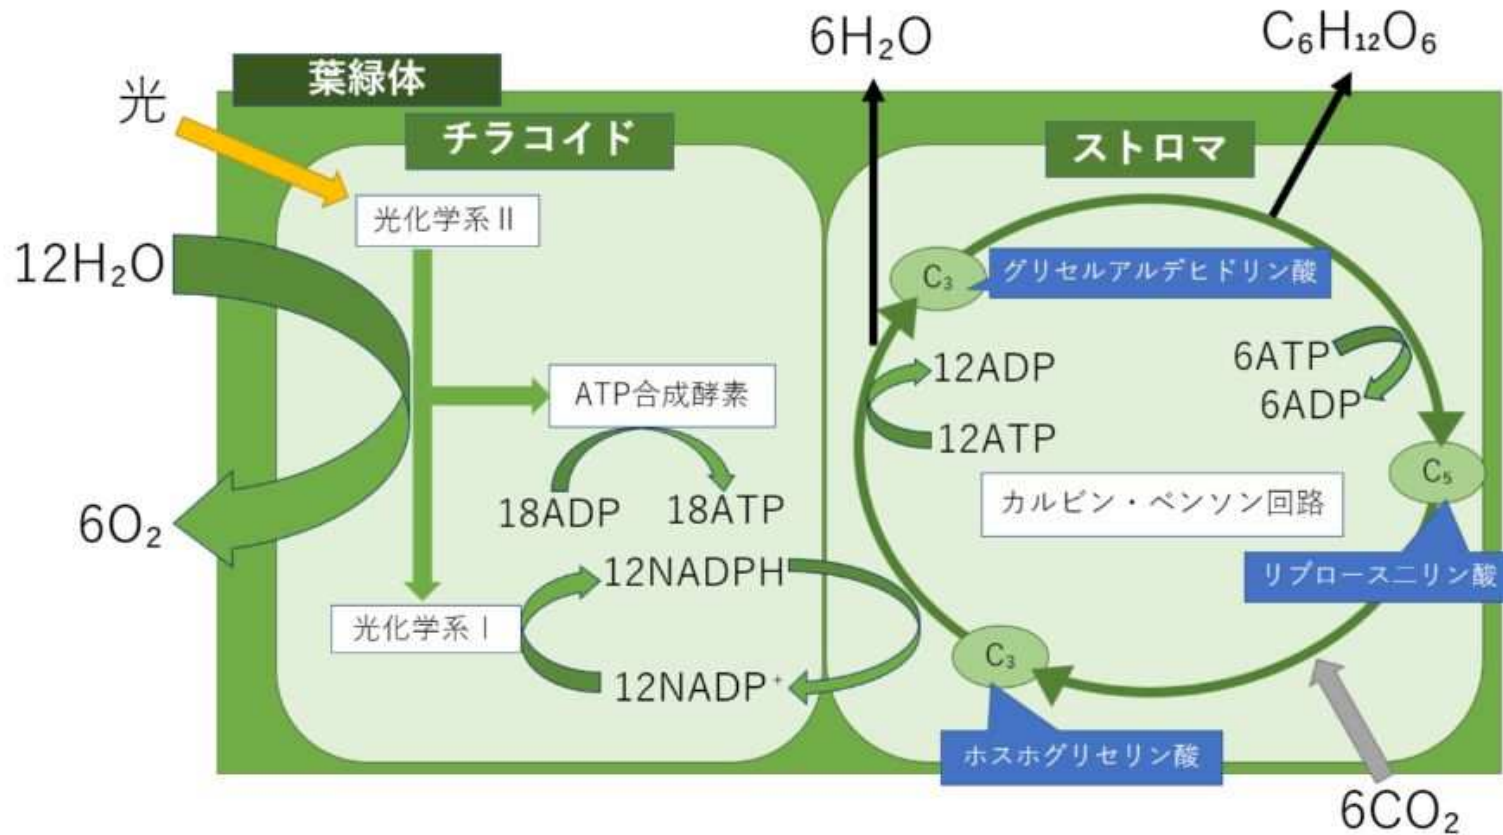 葉緑体
光
チラコイド
光化学系Ⅱ
12H₂O
ATP合成酵素
18ADP 18ATP
6O₂
12NADPH
光化学系Ⅰ
12NADP⁺
6H₂O
C₆H₁₂O₆
ストロマ
C₃
グリセルアルデヒドリン酸
12ADP
12ATP
6ATP
6ADP
C₅
カルビン・ベンソン回路
リブロース二リン酸
C₃
ホスホグリセリン酸
6CO₂